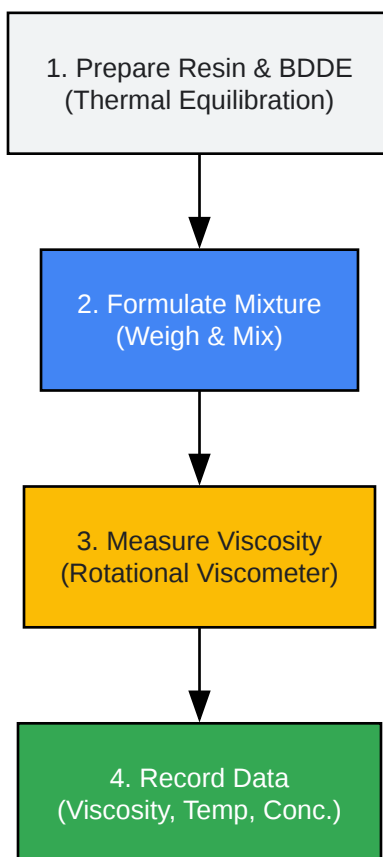 1. Prepare Resin & BDDE
(Thermal Equilibration)
2. Formulate Mixture
(Weigh & Mix)
3. Measure Viscosity
(Rotational Viscometer)
4. Record Data
(Viscosity, Temp, Conc.)